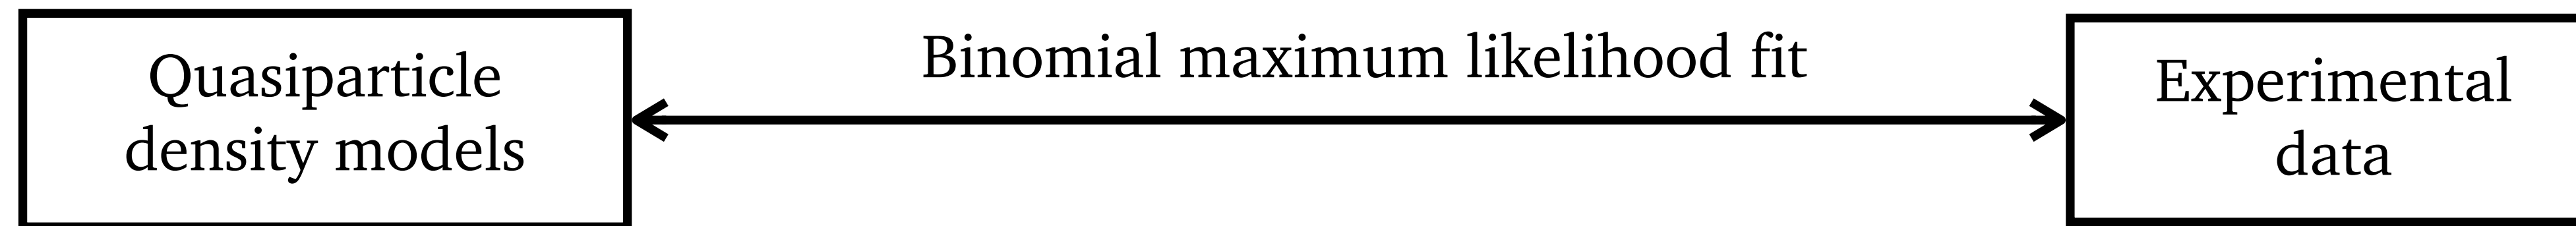 Quasiparticle
density models
Binomial maximum likelihood fit
Experimental
data